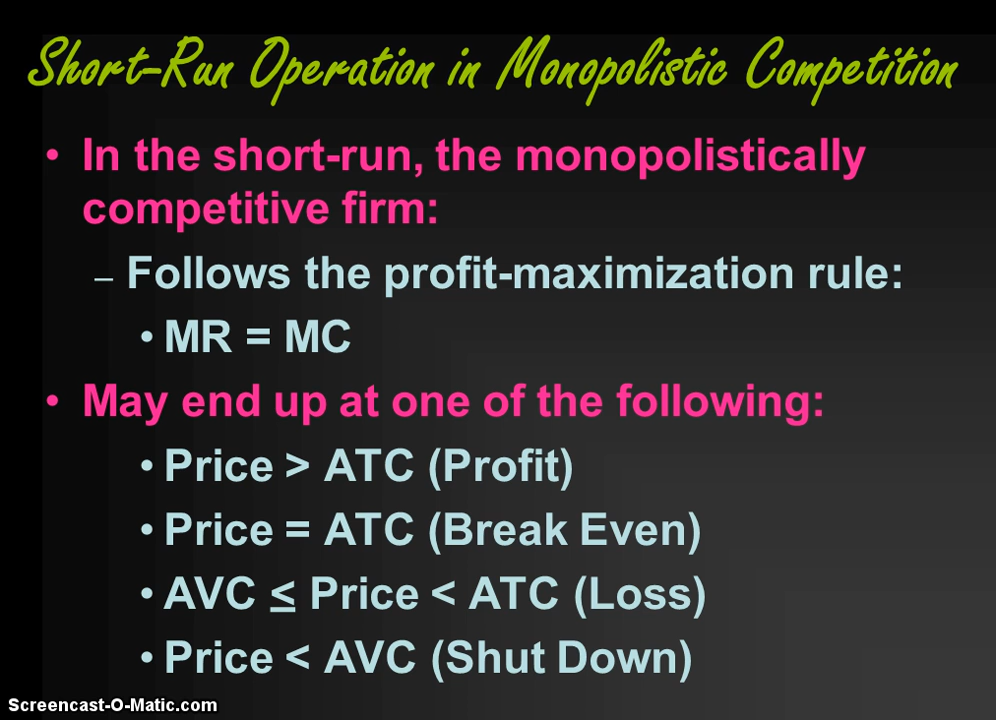 Short-Run Operation in Monopolistic Competition
• In the short-run, the monopolistically
competitive firm:
– Follows the profit-maximization rule:
• MR = MC
• May end up at one of the following:
• Price > ATC (Profit)
• Price = ATC (Break Even)
• AVC ≤ Price < ATC (Loss)
• Price < AVC (Shut Down)
Screencast-O-Matic.com